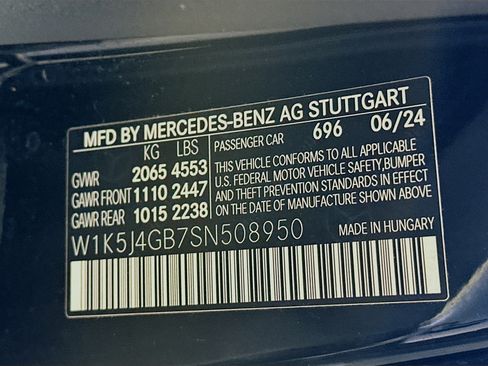 MFD BY MERCEDES-BENZ AG STUTTGART
KG LBS PASSENGER CAR 696 06/24
GVWR 2065 4553
GAWR FRONT 1110 2447
GAWR REAR 1015 2238
THIS VEHICLE CONFORMS TO ALL APPLICABLE
U.S. FEDERAL MOTOR VEHICLE SAFETY, BUMPER
AND THEFT PREVENTION STANDARDS IN EFFECT
ON THE DATE OF MANUFACTURE SHOWN ABOVE
W1K5J4GB7SN508950
MADE IN HUNGARY